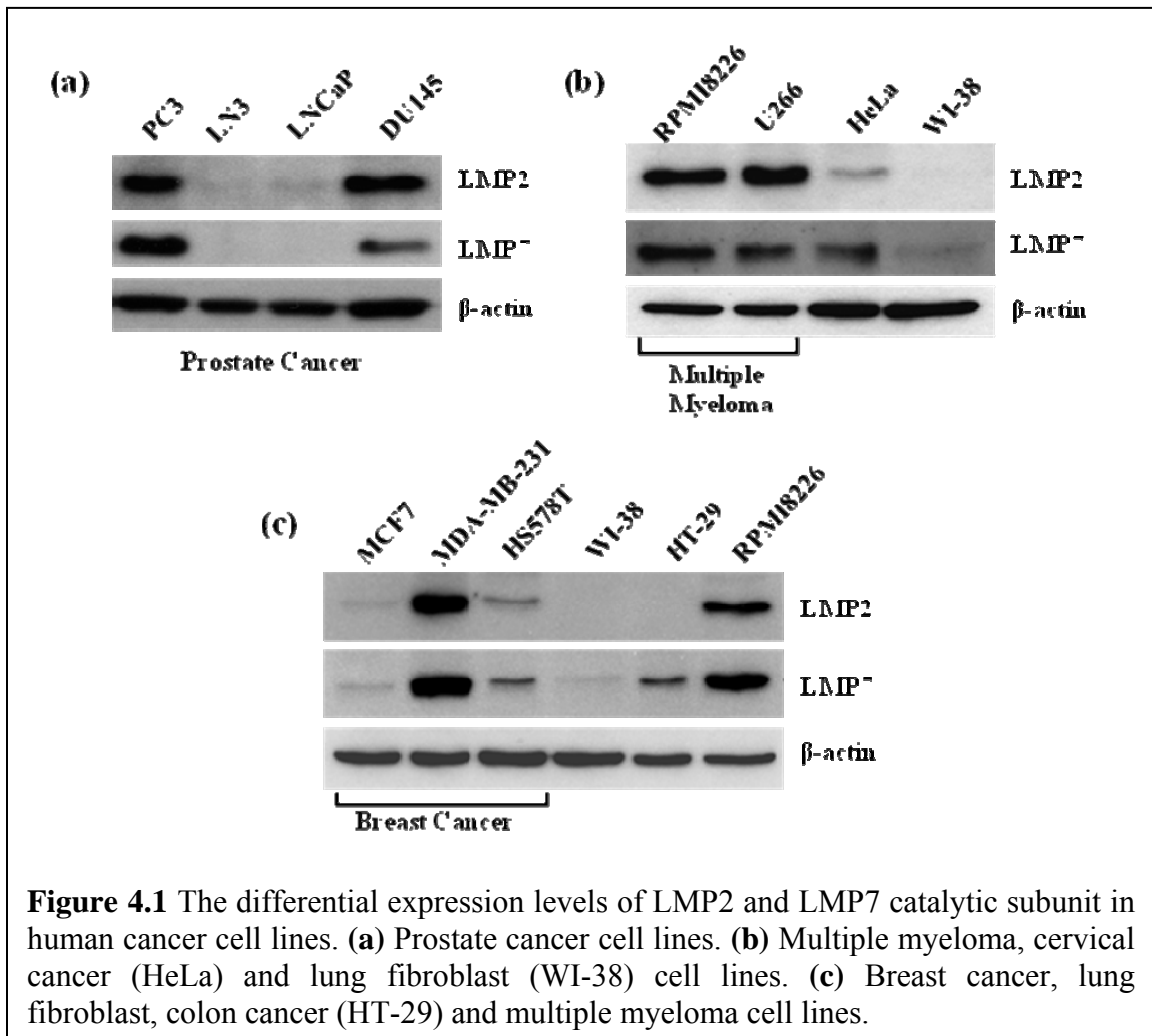 (a)
PC3 LN3 LNCaP DU145
LMP2
LMP7
β-actin
Prostate Cancer
(b)
RPMI8226 U266 HeLa WI-38
LMP2
LMP7
β-actin
Multiple
Myeloma
(c)
MCF7 MDA-MB-231 HS578T WI-38 HT-29 RPMI8226
LMP2
LMP7
β-actin
Breast Cancer
Figure 4.1 The differential expression levels of LMP2 and LMP7 catalytic subunit in
human cancer cell lines. (a) Prostate cancer cell lines. (b) Multiple myeloma, cervical
cancer (HeLa) and lung fibroblast (WI-38) cell lines. (c) Breast cancer, lung
fibroblast, colon cancer (HT-29) and multiple myeloma cell lines.